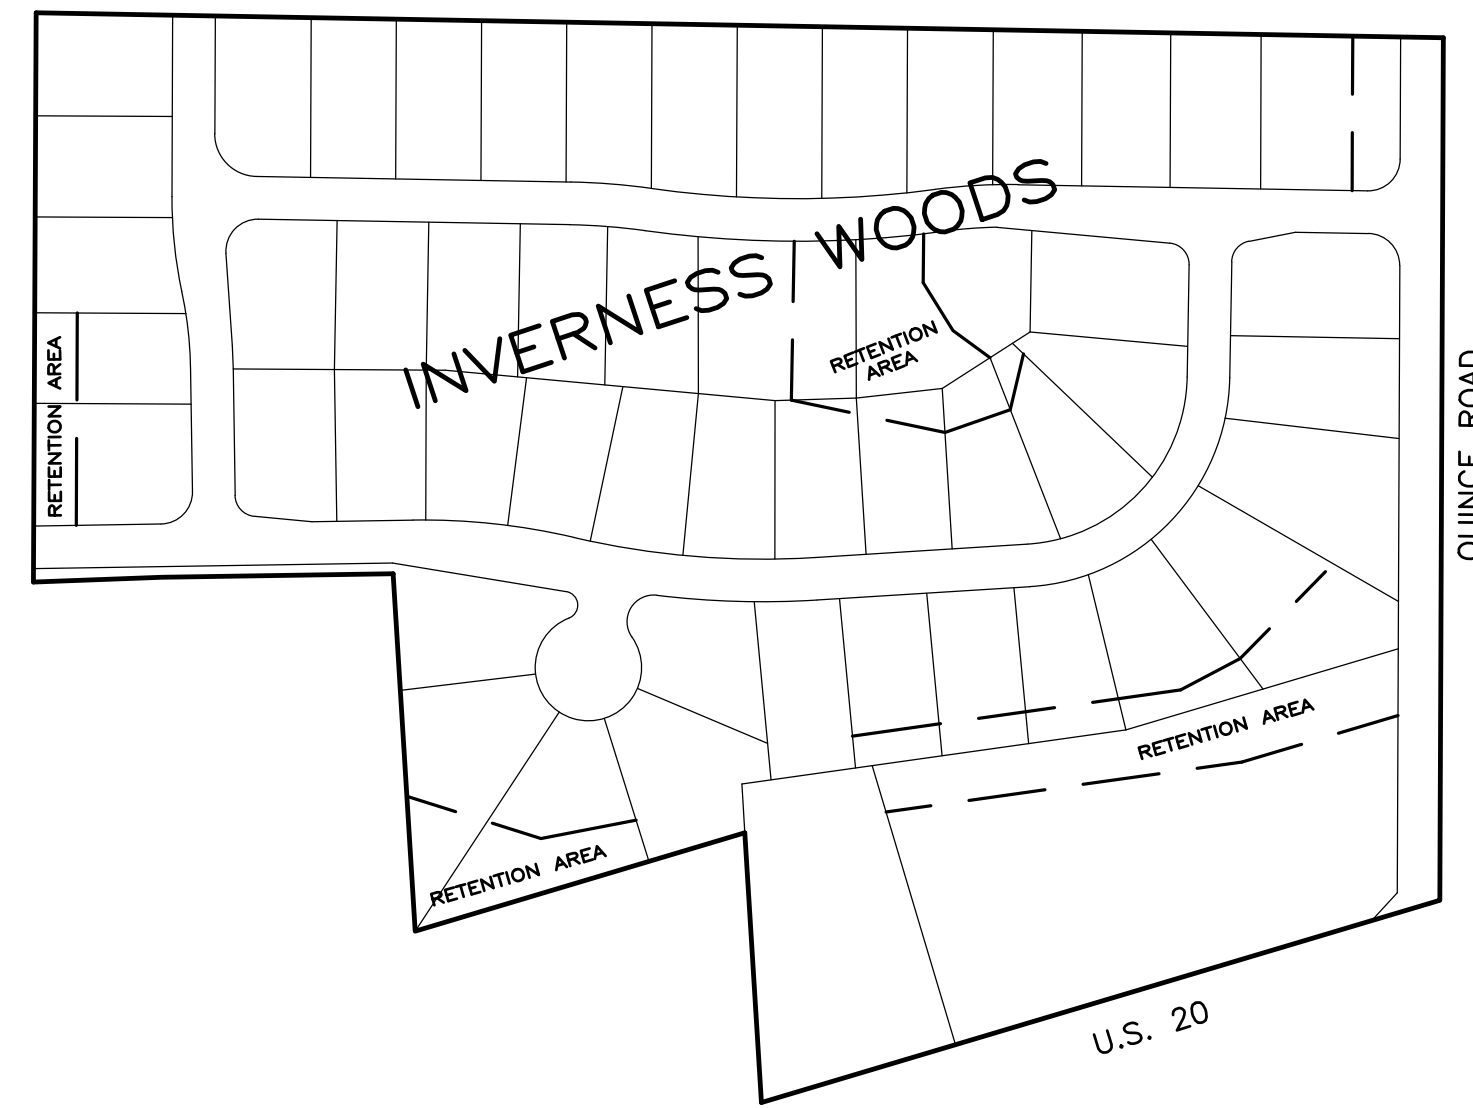 INVERNESS WOODS
RETENTION
AREA
RETENTION AREA
QUINCE ROAD
RETENTION AREA
RETENTION AREA
U.S. 20